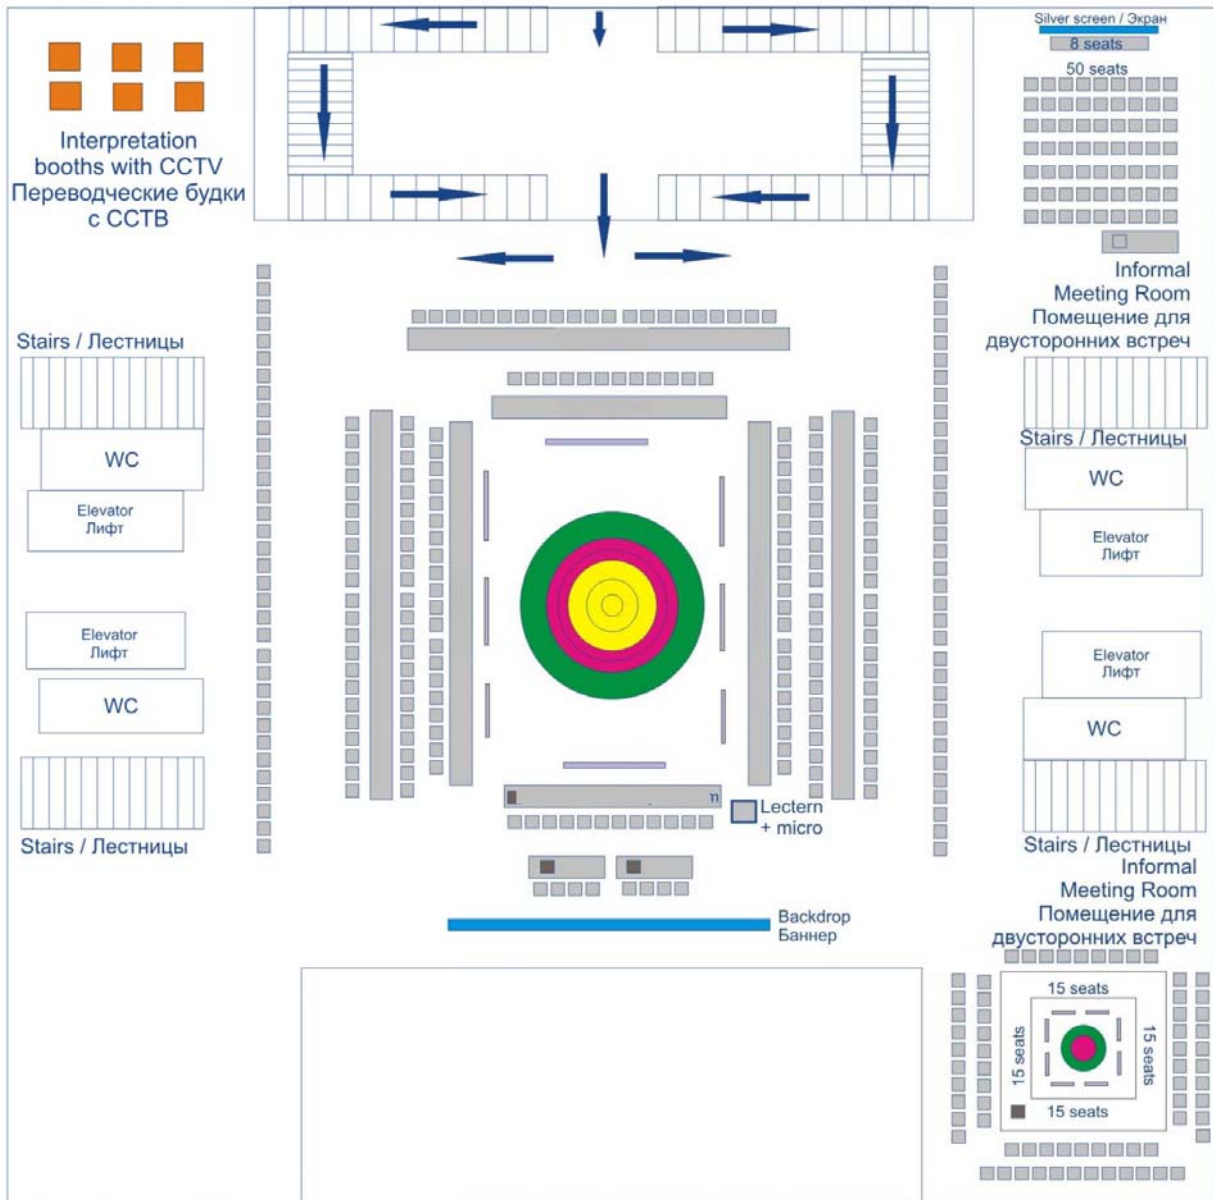 Silver screen / Экран
8 seats
50 seats
Interpretation
booths with CCTV
Переводческие будки
с ССТВ
Informal
Meeting Room
Помещение для
двусторонних встреч
Stairs / Лестницы
WC
Elevator
Лифт
Elevator
Лифт
WC
Stairs / Лестницы
Stairs / Лестницы
WC
Elevator
Лифт
Elevator
Лифт
WC
Stairs / Лестницы
Lectern
+ micro
Backdrop
Баннер
Informal
Meeting Room
Помещение для
двусторонних встреч
15 seats
15 seats
15 seats
15 seats